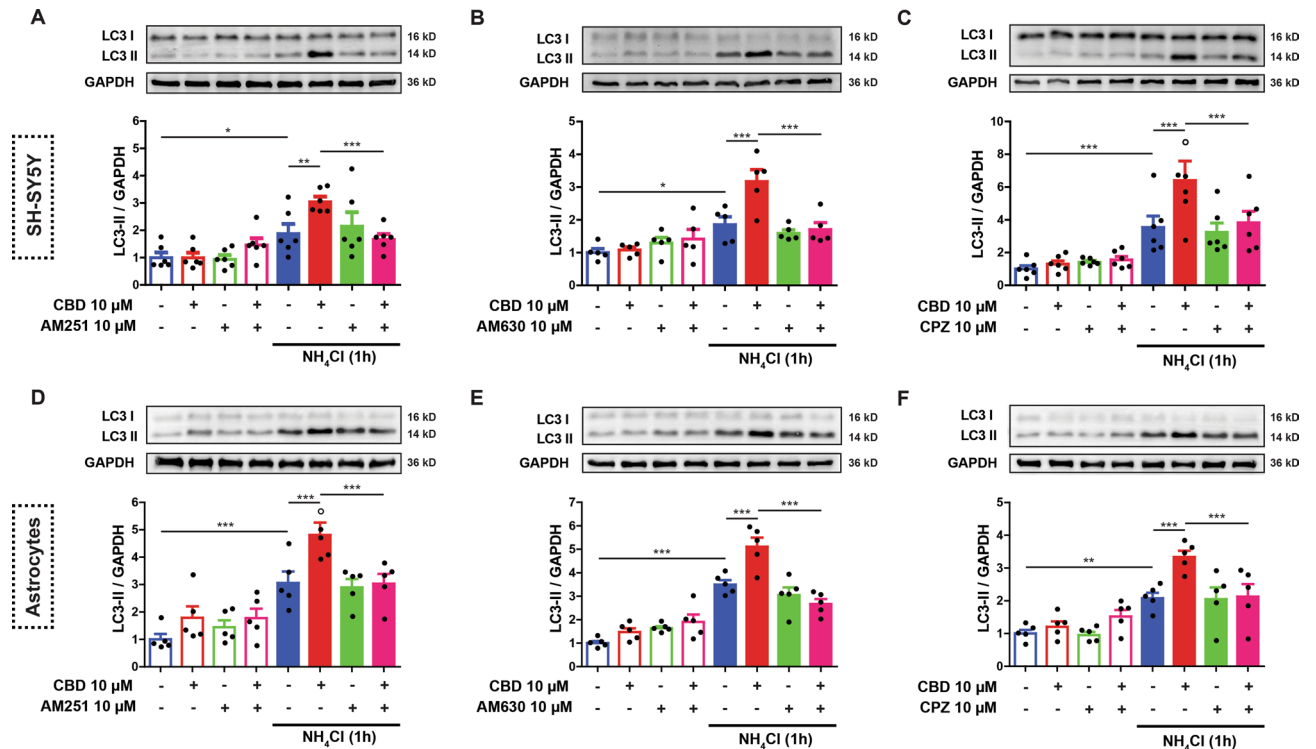 A
LC3 I
16 kD
LC3 II
14 kD
GAPDH
36 kD
SH-SY5Y
LC3-II / GAPDH
6
5
4
3
2
1
0
*
**
***
CBD 10 µM - + - + - + - +
AM251 10 µM - - + + - - + +
NH4Cl (1h)
B
LC3 I
16 kD
LC3 II
14 kD
GAPDH
36 kD
LC3-II / GAPDH
5
4
3
2
1
0
*
***
***
CBD 10 µM - + - + - + - +
AM630 10 µM - - + + - - + +
NH4Cl (1h)
C
LC3 I
16 kD
LC3 II
14 kD
GAPDH
36 kD
LC3-II / GAPDH
10
8
6
4
2
0
***
***
***
CBD 10 µM - + - + - + - +
CPZ 10 µM - - + + - - + +
NH4Cl (1h)
D
LC3 I
16 kD
LC3 II
14 kD
GAPDH
36 kD
Astrocytes
LC3-II / GAPDH
6
5
4
3
2
1
0
***
***
***
CBD 10 µM - + - + - + - +
AM251 10 µM - - + + - - + +
NH4Cl (1h)
E
LC3 I
16 kD
LC3 II
14 kD
GAPDH
36 kD
LC3-II / GAPDH
7
6
5
4
3
2
1
0
***
***
***
CBD 10 µM - + - + - + - +
AM630 10 µM - - + + - - + +
NH4Cl (1h)
F
LC3 I
16 kD
LC3 II
14 kD
GAPDH
36 kD
LC3-II / GAPDH
5
4
3
2
1
0
**
***
***
CBD 10 µM - + - + - + - +
CPZ 10 µM - - + + - - + +
NH4Cl (1h)